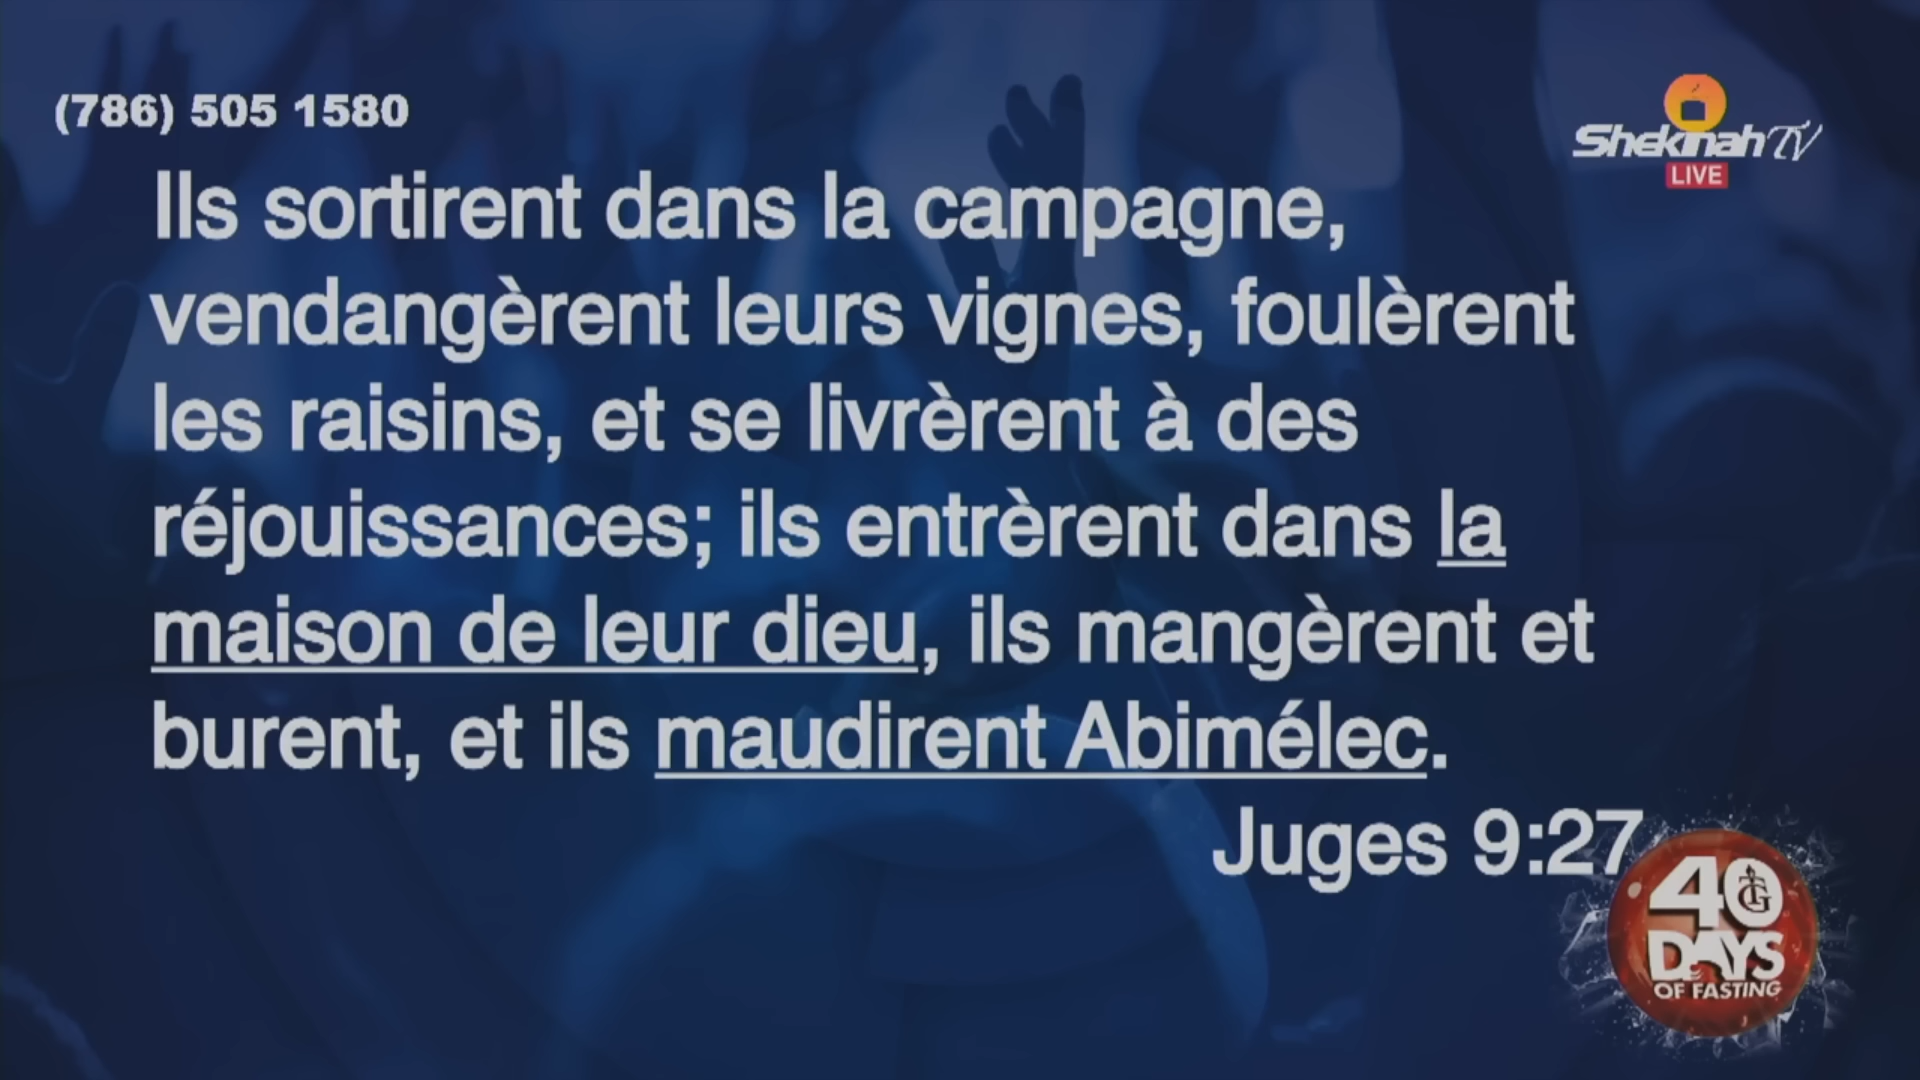 (786) 505 1580
Shekinah TV
LIVE
Ils sortirent dans la campagne,
vendangèrent leurs vignes, foulèrent
les raisins, et se livrèrent à des
réjouissances; ils entrèrent dans la
maison de leur dieu, ils mangèrent et
burent, et ils maudirent Abimélec.
Juges 9:27
40
DAYS
OF FASTING